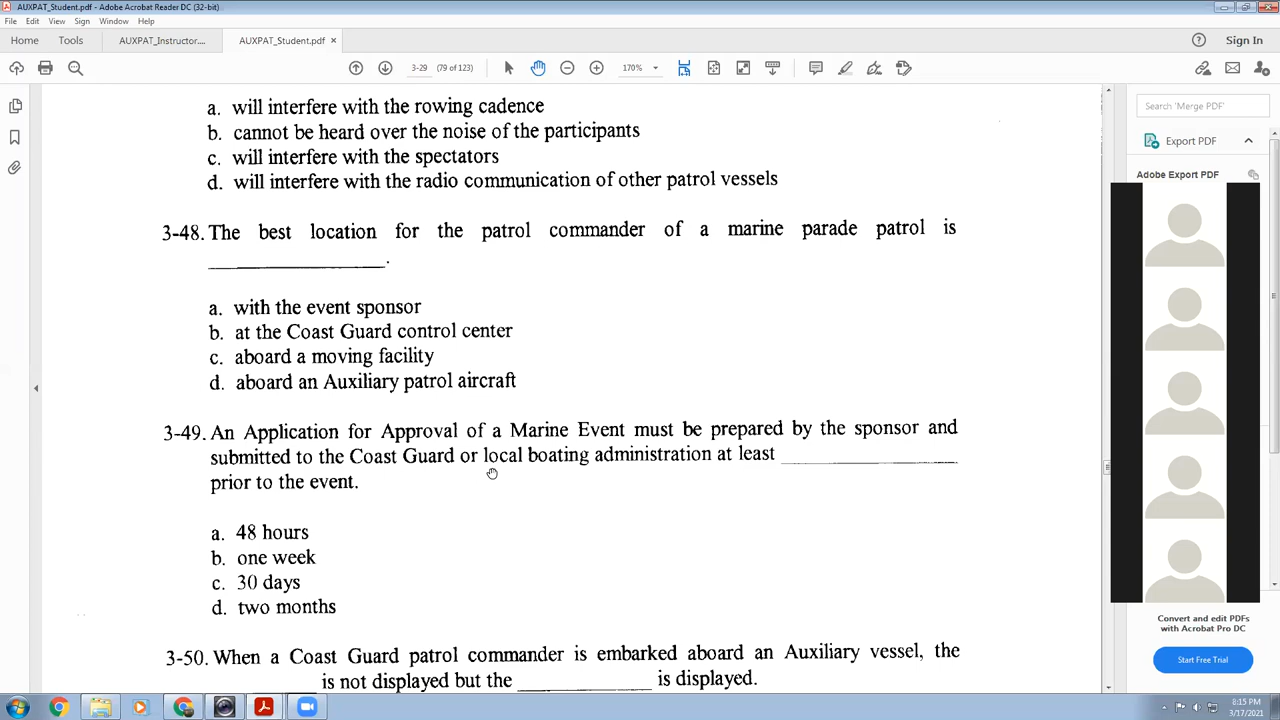 AUXPAT_Student.pdf - Adobe Acrobat Reader DC (32-bit)
File Edit View Sign Window Help
Home Tools AUXPAT_Instructor.... AUXPAT_Student.pdf × Sign In
3-29 (79 of 123) 170%
a. will interfere with the rowing cadence
b. cannot be heard over the noise of the participants
c. will interfere with the spectators
d. will interfere with the radio communication of other patrol vessels
3-48. The best location for the patrol commander of a marine parade patrol is
________________.
a. with the event sponsor
b. at the Coast Guard control center
c. aboard a moving facility
d. aboard an Auxiliary patrol aircraft
3-49. An Application for Approval of a Marine Event must be prepared by the sponsor and
submitted to the Coast Guard or local boating administration at least ________________
prior to the event.
a. 48 hours
b. one week
c. 30 days
d. two months
3-50. When a Coast Guard patrol commander is embarked aboard an Auxiliary vessel, the
__________ is not displayed but the ____________ is displayed.
Search 'Merge PDF'
Export PDF
Adobe Export PDF
Convert and edit PDFs
with Acrobat Pro DC
Start Free Trial
8:15 PM
3/17/2021